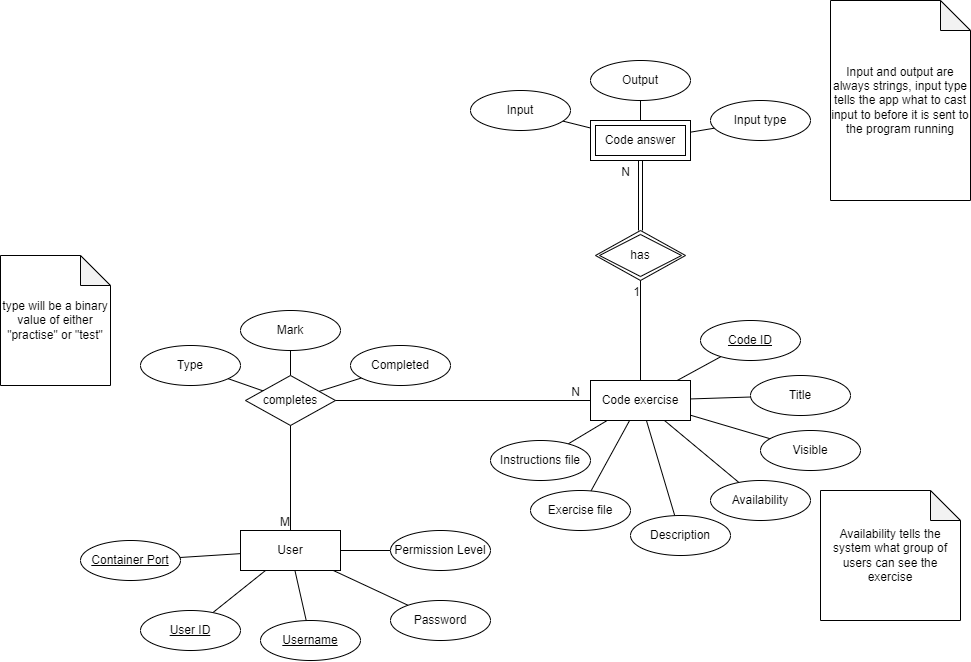 Input and output are
always strings, input type
tells the app what to cast
input to before it is sent to
the program running
Output
Input
Input type
Code answer
N
has
1
type will be a binary
value of either
"practise" or "test"
Mark
Type
Completed
completes
N
Code exercise
Code ID
Title
Visible
Availability
Description
Exercise file
Instructions file
Availability tells the
system what group of
users can see the
exercise
M
User
Container Port
Permission Level
User ID
Username
Password